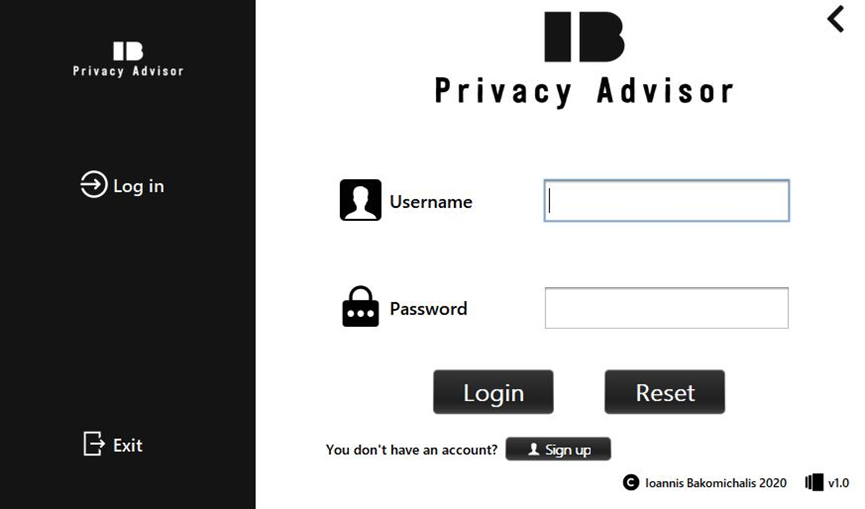 IB
Privacy Advisor
Log in
Exit
IB
Privacy Advisor
Username
Password
Login
Reset
You don't have an account?
Sign up
C Ioannis Bakomichalis 2020
v1.0